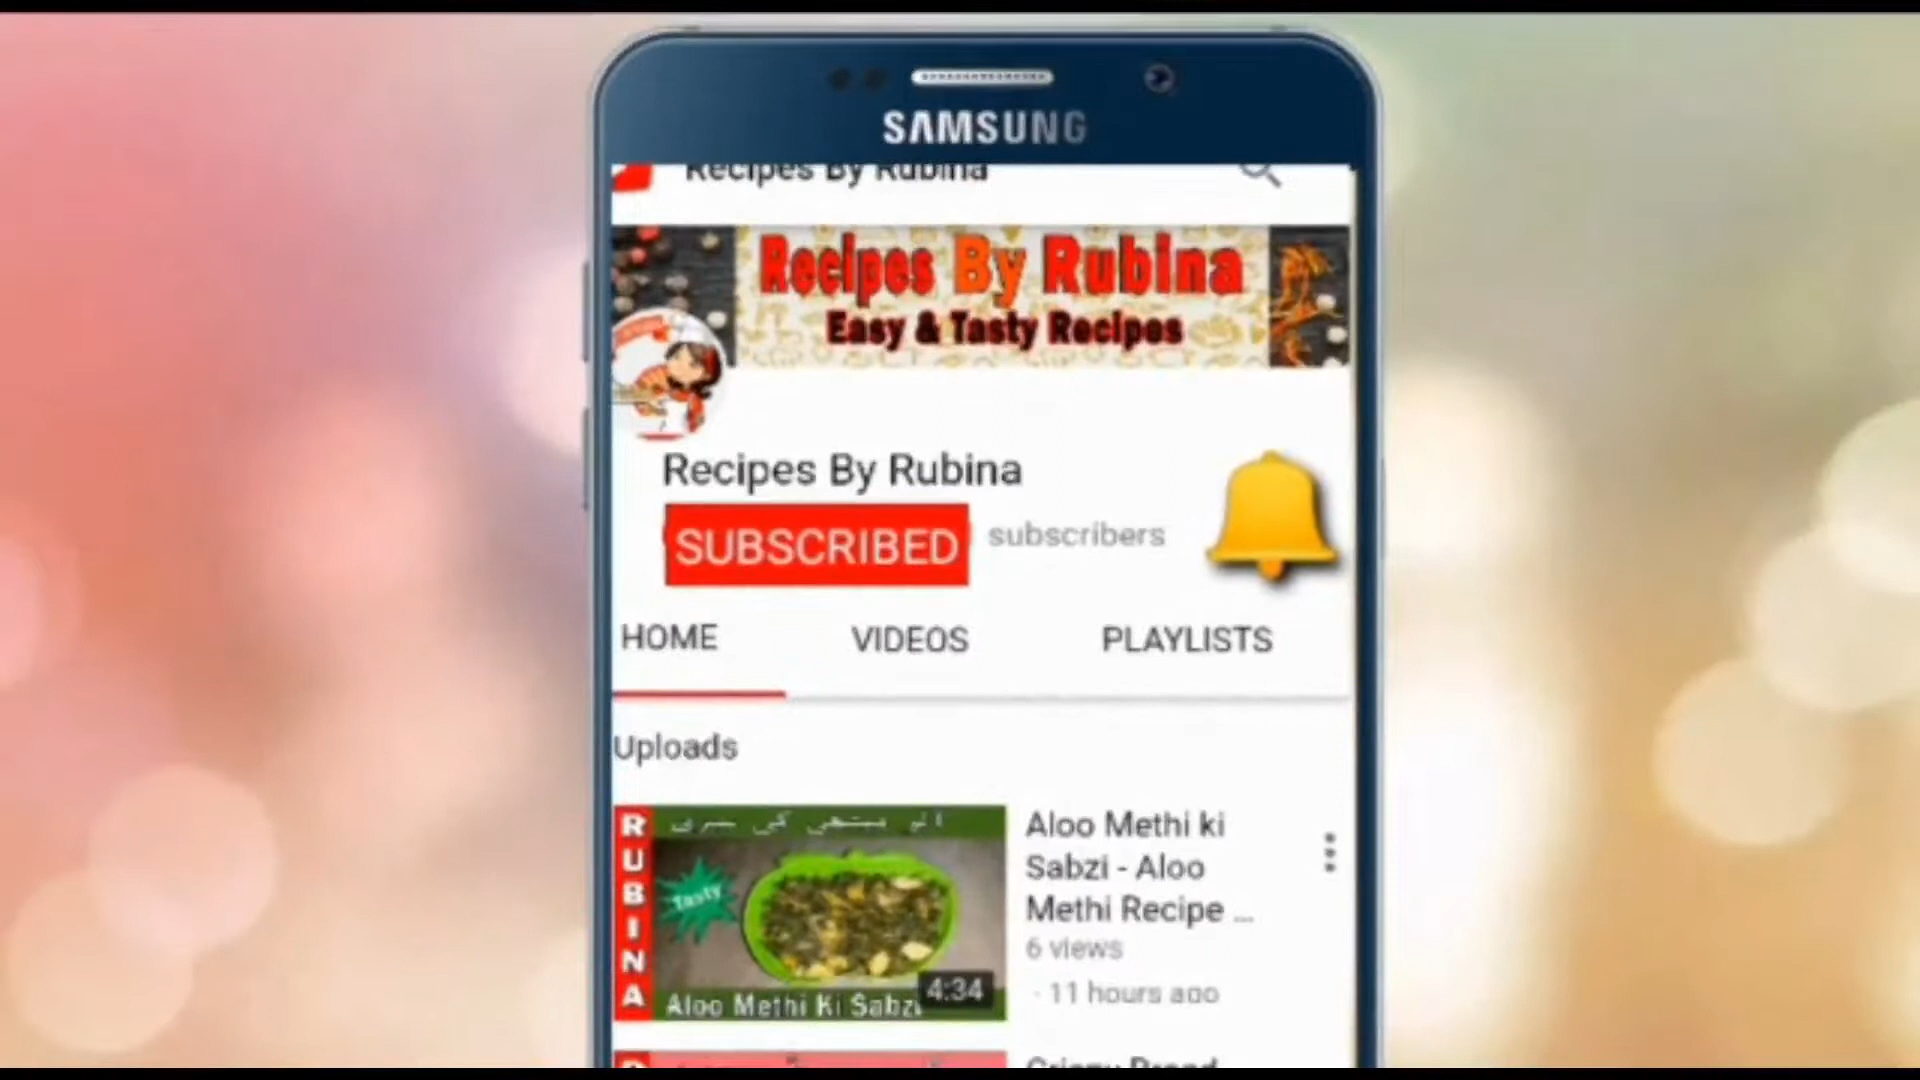 SAMSUNG
Recipes By Rubina
Recipes By Rubina
Easy & Tasty Recipes
Recipes By Rubina
SUBSCRIBED
subscribers
HOME
VIDEOS
PLAYLISTS
Uploads
RUBINA
Tasty
Aloo Methi Ki Sabzi
4:34
Aloo Methi ki
Sabzi - Aloo
Methi Recipe ...
6 views
· 11 hours ago